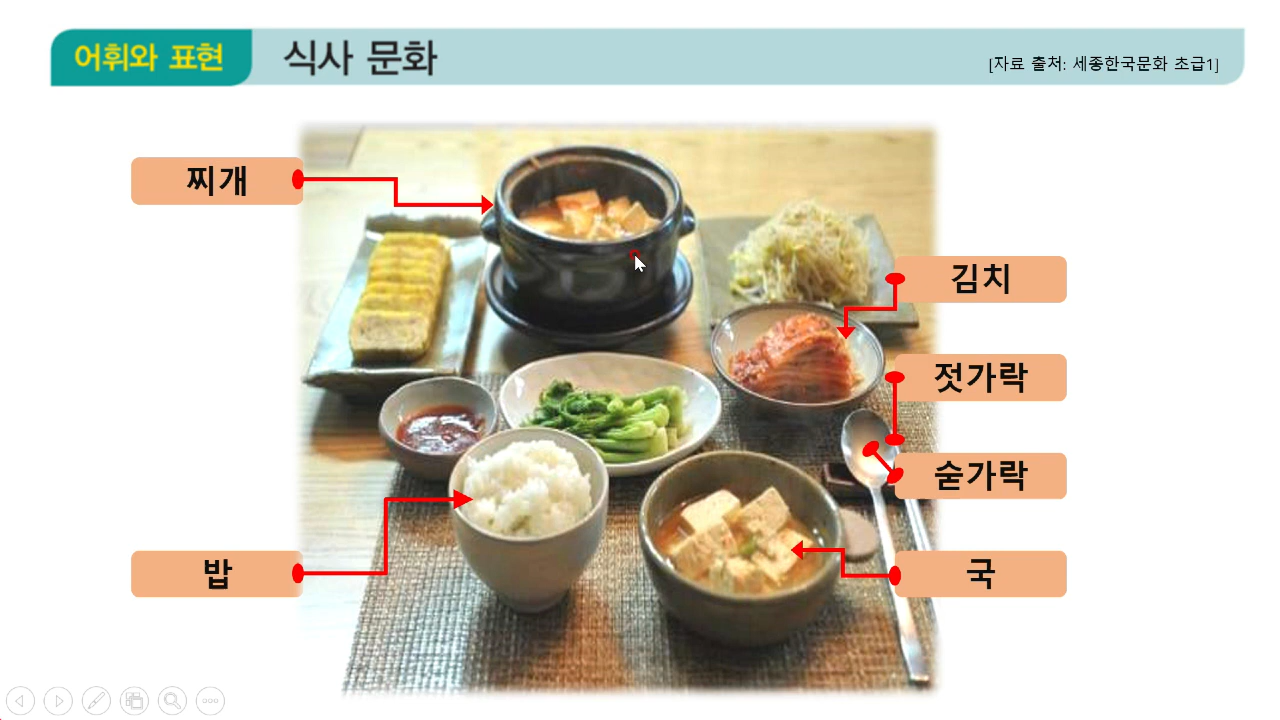 어휘와 표현
식사 문화
[자료 출처: 세종한국문화 초급1]
찌개
김치
젓가락
숟가락
밥
국